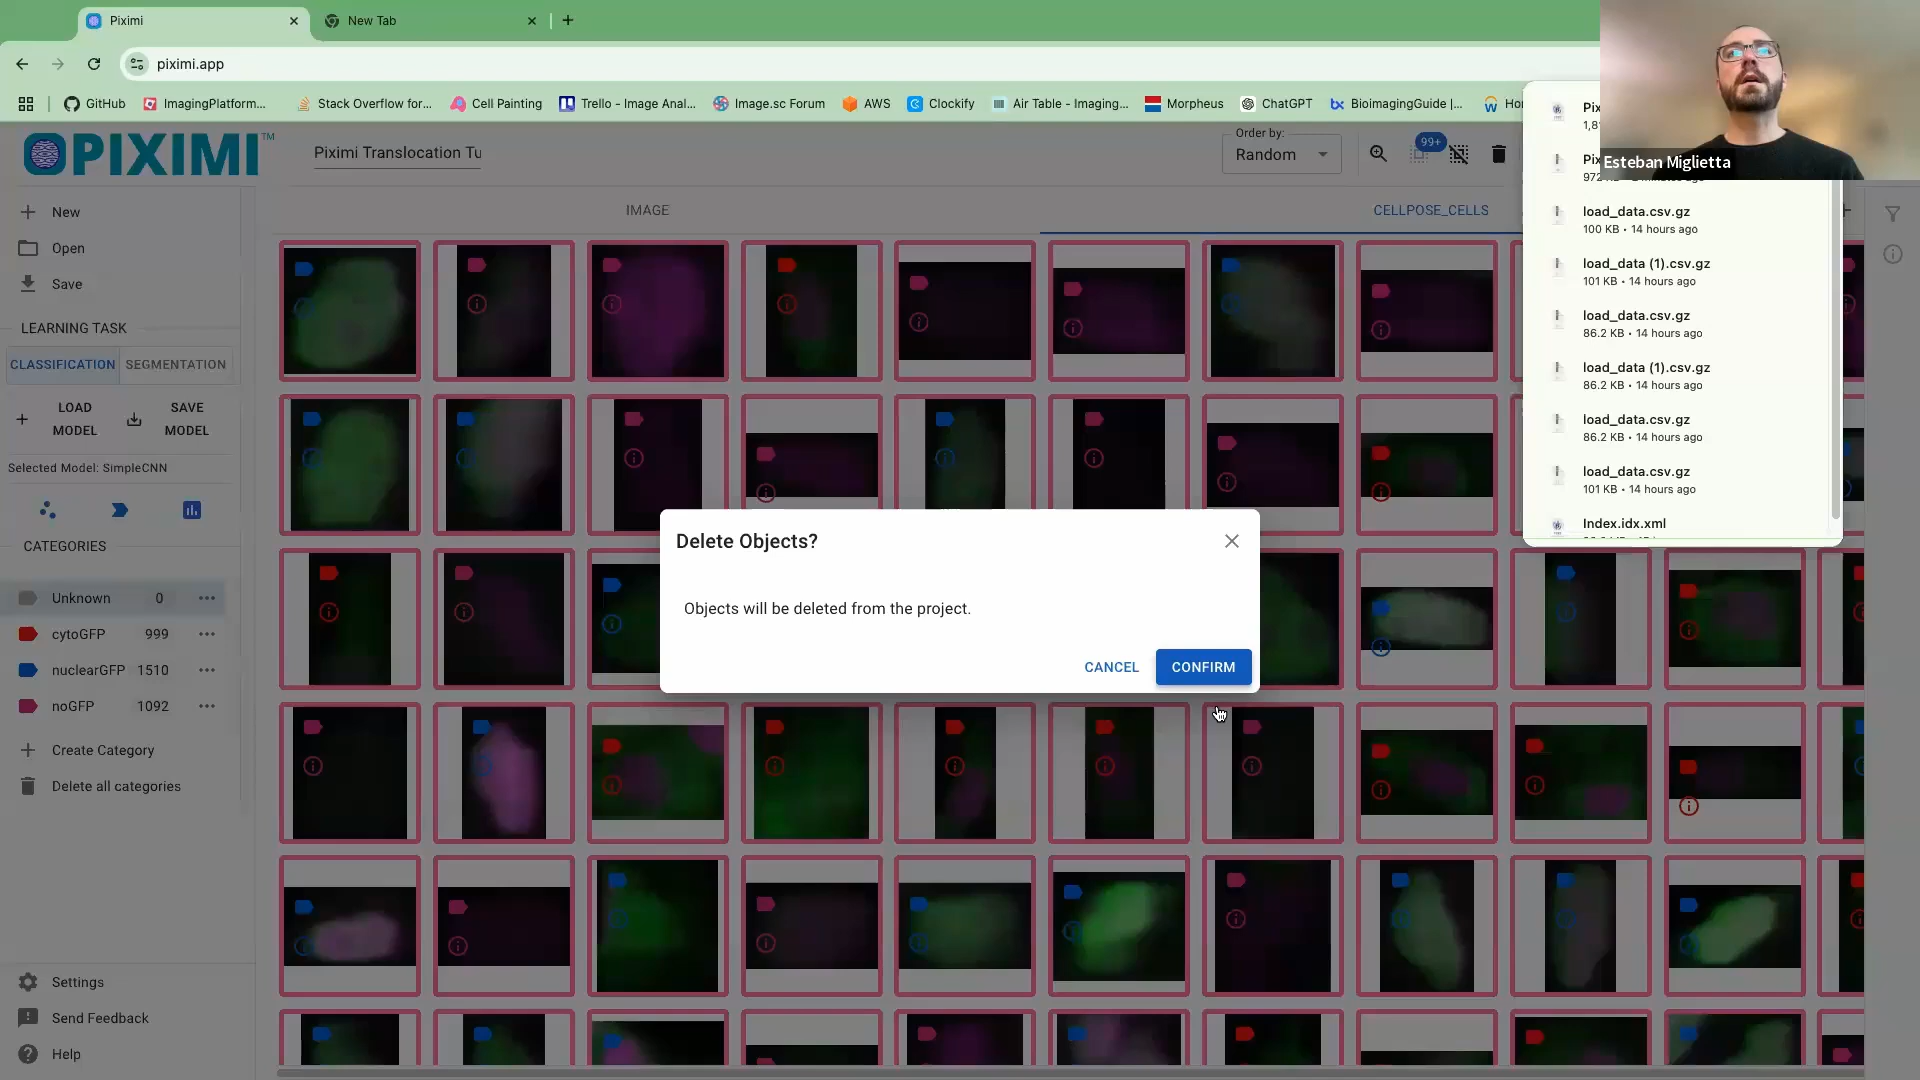 Piximi
New Tab
piximi.app
GitHub
ImagingPlatform...
Stack Overflow for...
Cell Painting
Trello - Image Anal...
Image.sc Forum
AWS
Clockify
Air Table - Imaging...
Morpheus
ChatGPT
BioimagingGuide |...
PIXIMI™
Piximi Translocation Tu
Order by:
Random
99+
Esteban Miglietta
load_data.csv.gz
100 KB • 14 hours ago
load_data (1).csv.gz
101 KB • 14 hours ago
load_data.csv.gz
86.2 KB • 14 hours ago
load_data (1).csv.gz
86.2 KB • 14 hours ago
load_data.csv.gz
86.2 KB • 14 hours ago
load_data.csv.gz
101 KB • 14 hours ago
Index.idx.xml
New
Open
Save
IMAGE
CELLPOSE_CELLS
LEARNING TASK
CLASSIFICATION
SEGMENTATION
LOAD
MODEL
SAVE
MODEL
Selected Model: SimpleCNN
CATEGORIES
Unknown 0
cytoGFP 999
nuclearGFP 1510
noGFP 1092
Create Category
Delete all categories
Delete Objects?
Objects will be deleted from the project.
CANCEL
CONFIRM
Settings
Send Feedback
Help